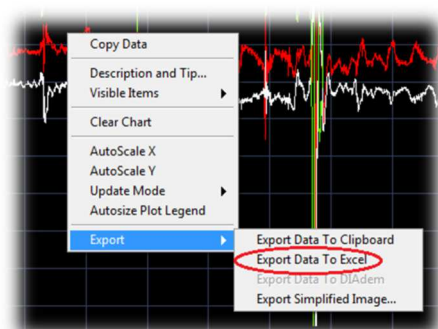 Copy Data
Description and Tip...
Visible Items
Clear Chart
AutoScale X
AutoScale Y
Update Mode
Autosize Plot Legend
Export
Export Data To Clipboard
Export Data To Excel
Export Data To DIAdem
Export Simplified Image...